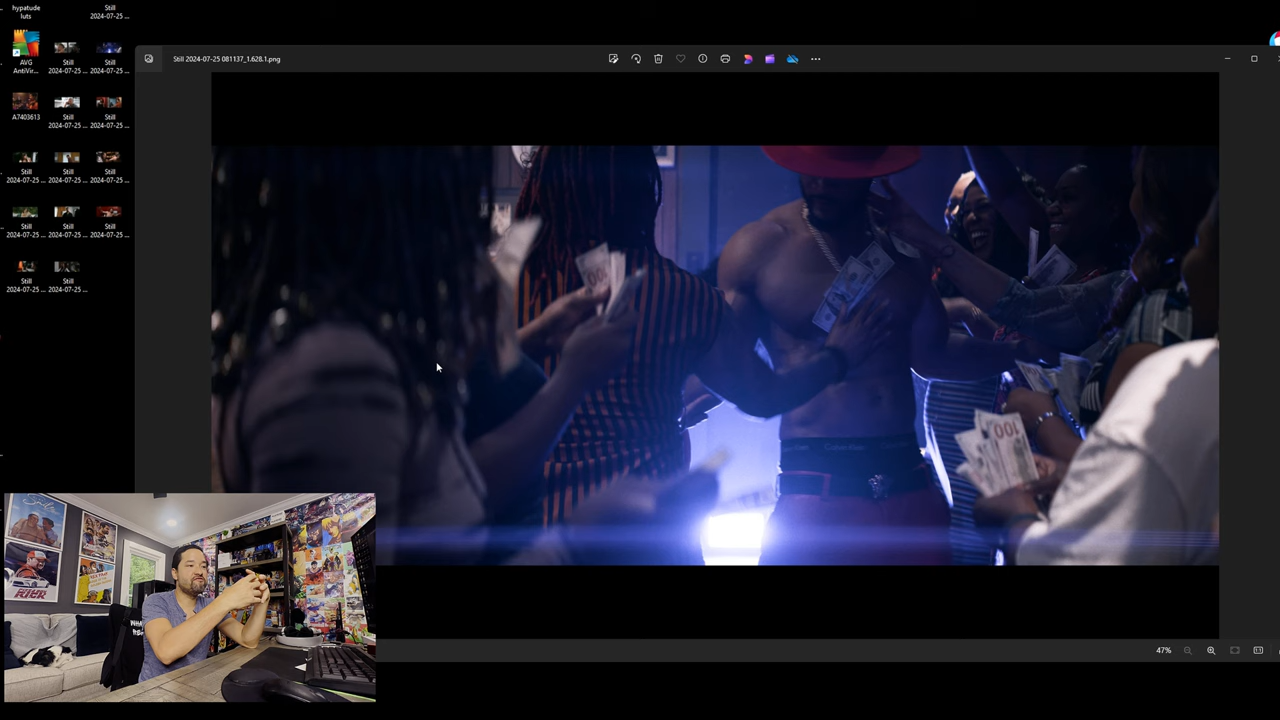 hypatude
luts
Still
2024-07-25 ...
AVG
AntiVir...
Still
2024-07-25 ...
Still
2024-07-25 ...
A7403613
Still
2024-07-25 ...
Still
2024-07-25 ...
Still
2024-07-25 ...
Still
2024-07-25 ...
Still
2024-07-25 ...
Still
2024-07-25 ...
Still
2024-07-25 ...
Still
2024-07-25 ...
Still
2024-07-25 ...
Still
2024-07-25 ...
Still 2024-07-25 081137_1.628.1.png
100
100
47%